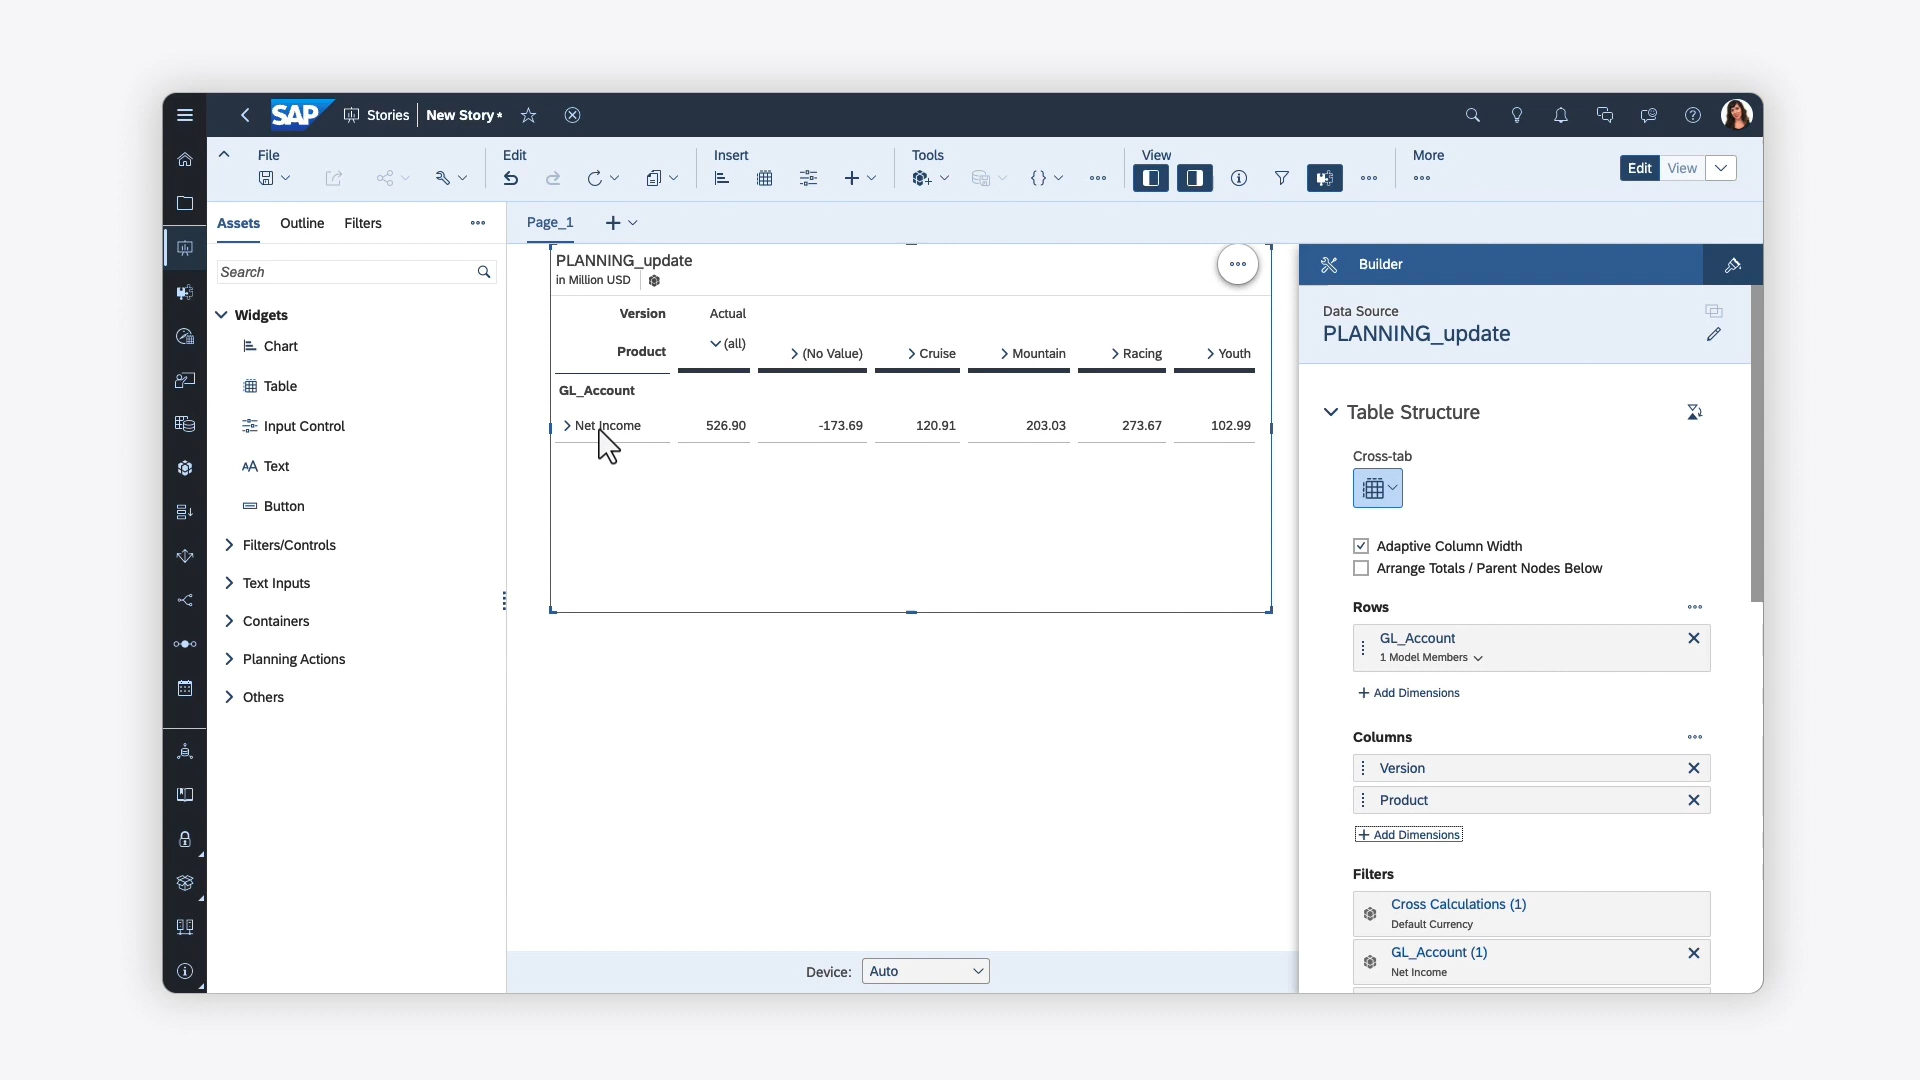 SAP Stories New Story*
File Edit Insert Tools View More
Edit View
Assets Outline Filters
Page_1
Search
Widgets
Chart
Table
Input Control
AA Text
Button
Filters/Controls
Text Inputs
Containers
Planning Actions
Others
PLANNING_update
in Million USD
Version Actual
Product (all) (No Value) Cruise Mountain Racing Youth
GL_Account
Net Income 526.90 -173.69 120.91 203.03 273.67 102.99
Device: Auto
Builder
Data Source
PLANNING_update
Table Structure
Cross-tab
Adaptive Column Width
Arrange Totals / Parent Nodes Below
Rows
GL_Account
1 Model Members
+ Add Dimensions
Columns
Version
Product
+ Add Dimensions
Filters
Cross Calculations (1)
Default Currency
GL_Account (1)
Net Income